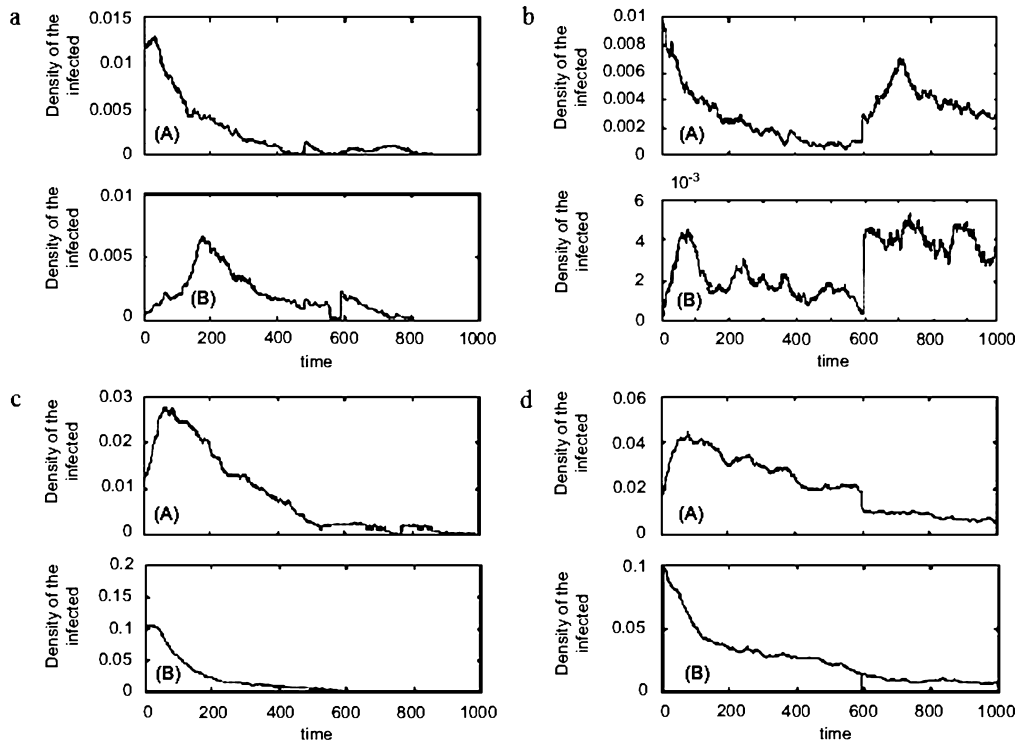 a
Density of the
infected
0.015
0.01
0.005
0
(A)
Density of the
infected
0.01
0.005
0
(B)
0 200 400 600 800 1000
time
b
Density of the
infected
0.01
0.008
0.006
0.004
0.002
0
(A)
10-3
Density of the
infected
6
4
2
0
(B)
0 200 400 600 800 1000
time
c
Density of the
infected
0.03
0.02
0.01
0
(A)
Density of the
infected
0.2
0.15
0.1
0.05
0
(B)
0 200 400 600 800 1000
time
d
Density of the
infected
0.06
0.04
0.02
0
(A)
Density of the
infected
0.1
0.05
0
(B)
0 200 400 600 800 1000
time